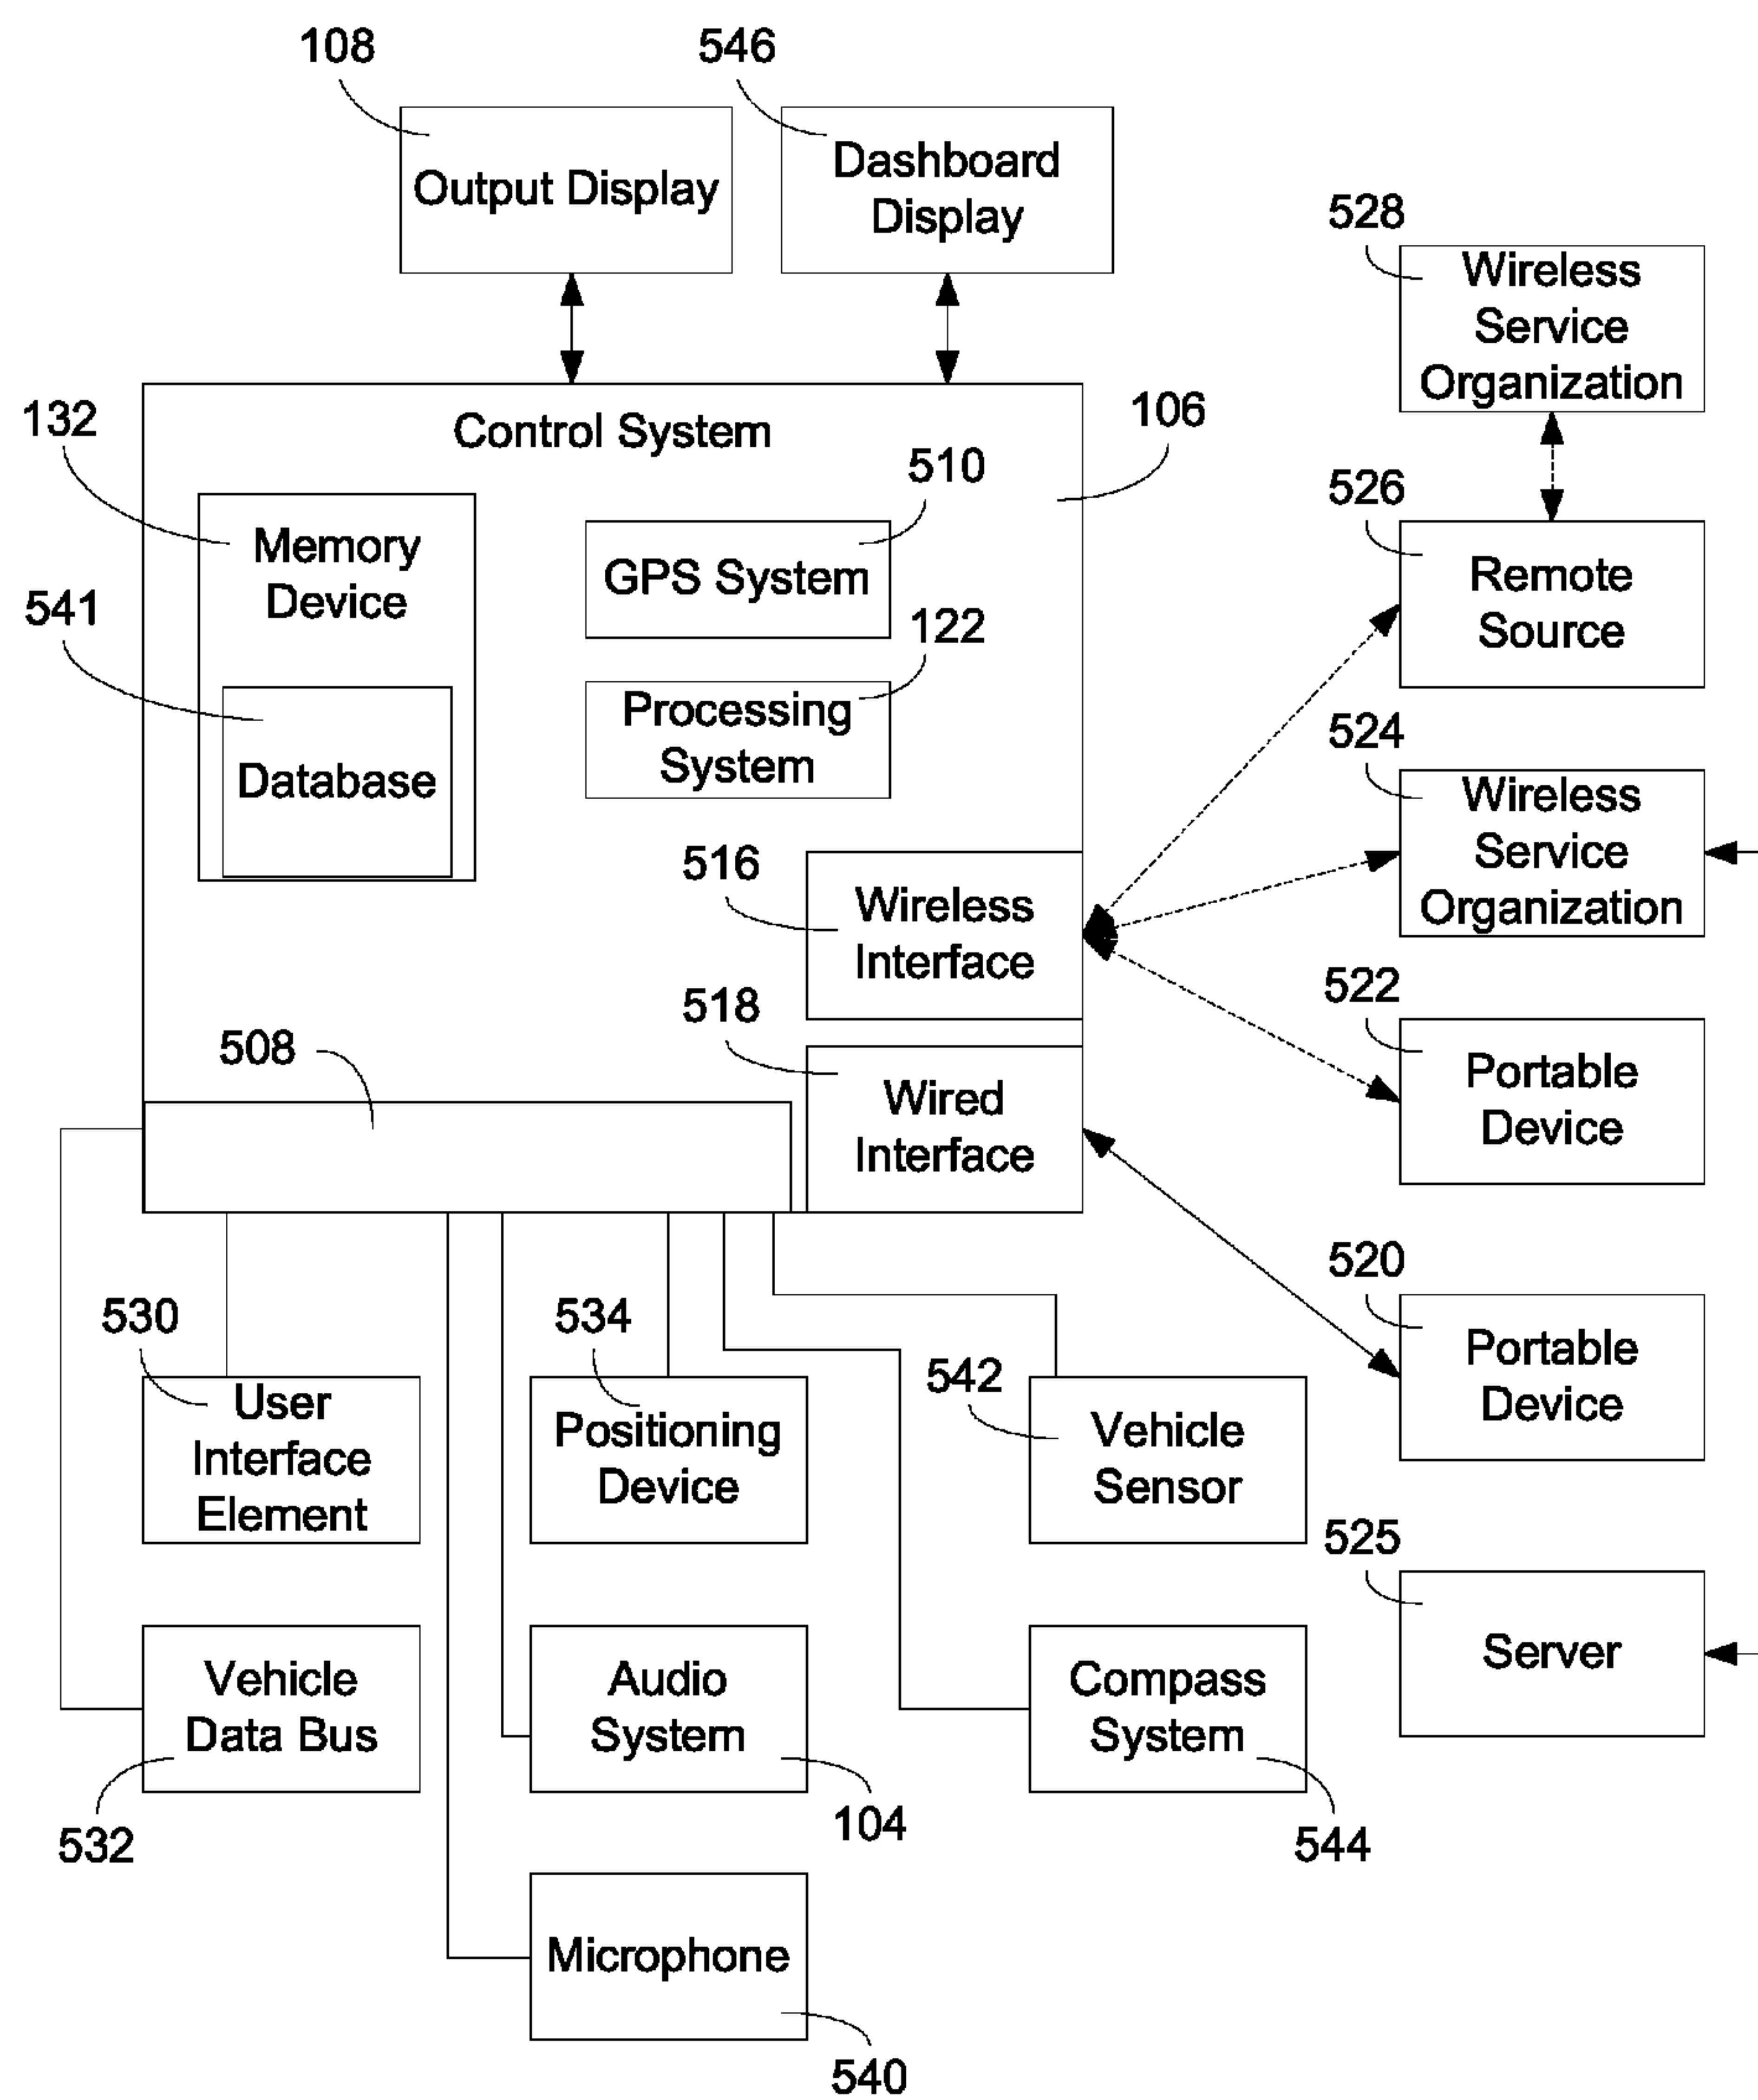 108
546
Output Display
Dashboard
Display
528
Wireless
Service
Organization
132
Control System
106
510
526
Memory
Device
GPS System
Remote
Source
541
122
Database
Processing
System
524
Wireless
Service
Organization
516
Wireless
Interface
522
Portable
Device
518
508
Wired
Interface
520
Portable
Device
530
534
542
User
Interface
Element
Positioning
Device
Vehicle
Sensor
525
Server
Vehicle
Data Bus
Audio
System
Compass
System
532
104
544
Microphone
540